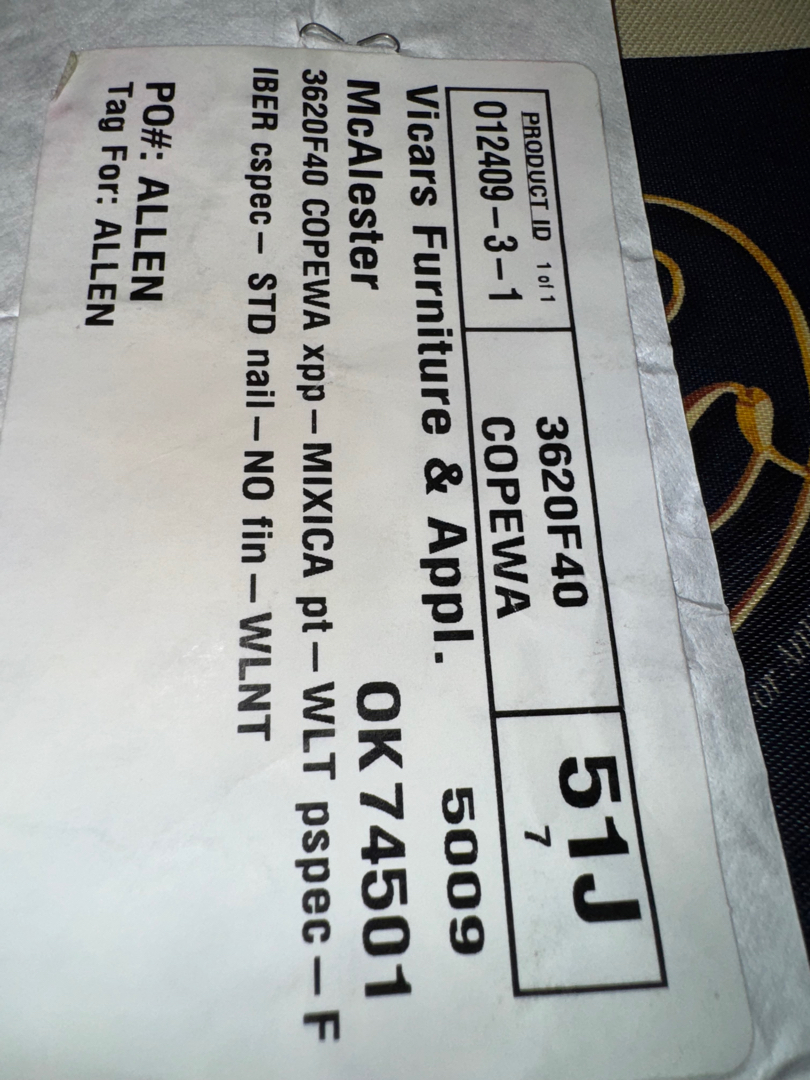 PRODUCT ID 1 of 1
012409-3-1
3620F40
COPEWA
51J
7
Vicars Furniture & Appl. 5009
McAlester OK 74501
3620F40 COPEWA xpp-MIXICA pt-WLT pspec-F
IBER cspec- STD nail-NO fin-WLNT
PO#: ALLEN
Tag For: ALLEN